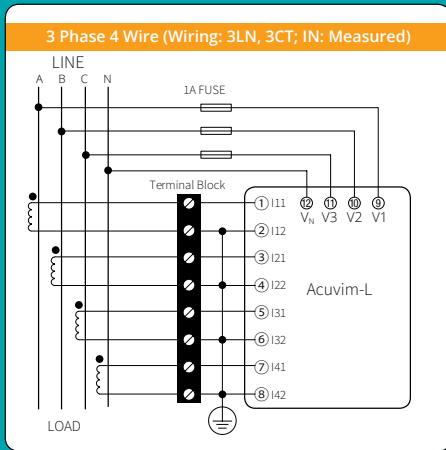 3 Phase 4 Wire (Wiring: 3LN, 3CT; IN: Measured)
LINE
A B C N
1A FUSE
Terminal Block
12 11 10 9
VN V3 V2 V1
1 I11
2 I12
3 I21
4 I22
Acuvim-L
5 I31
6 I32
7 I41
8 I42
LOAD